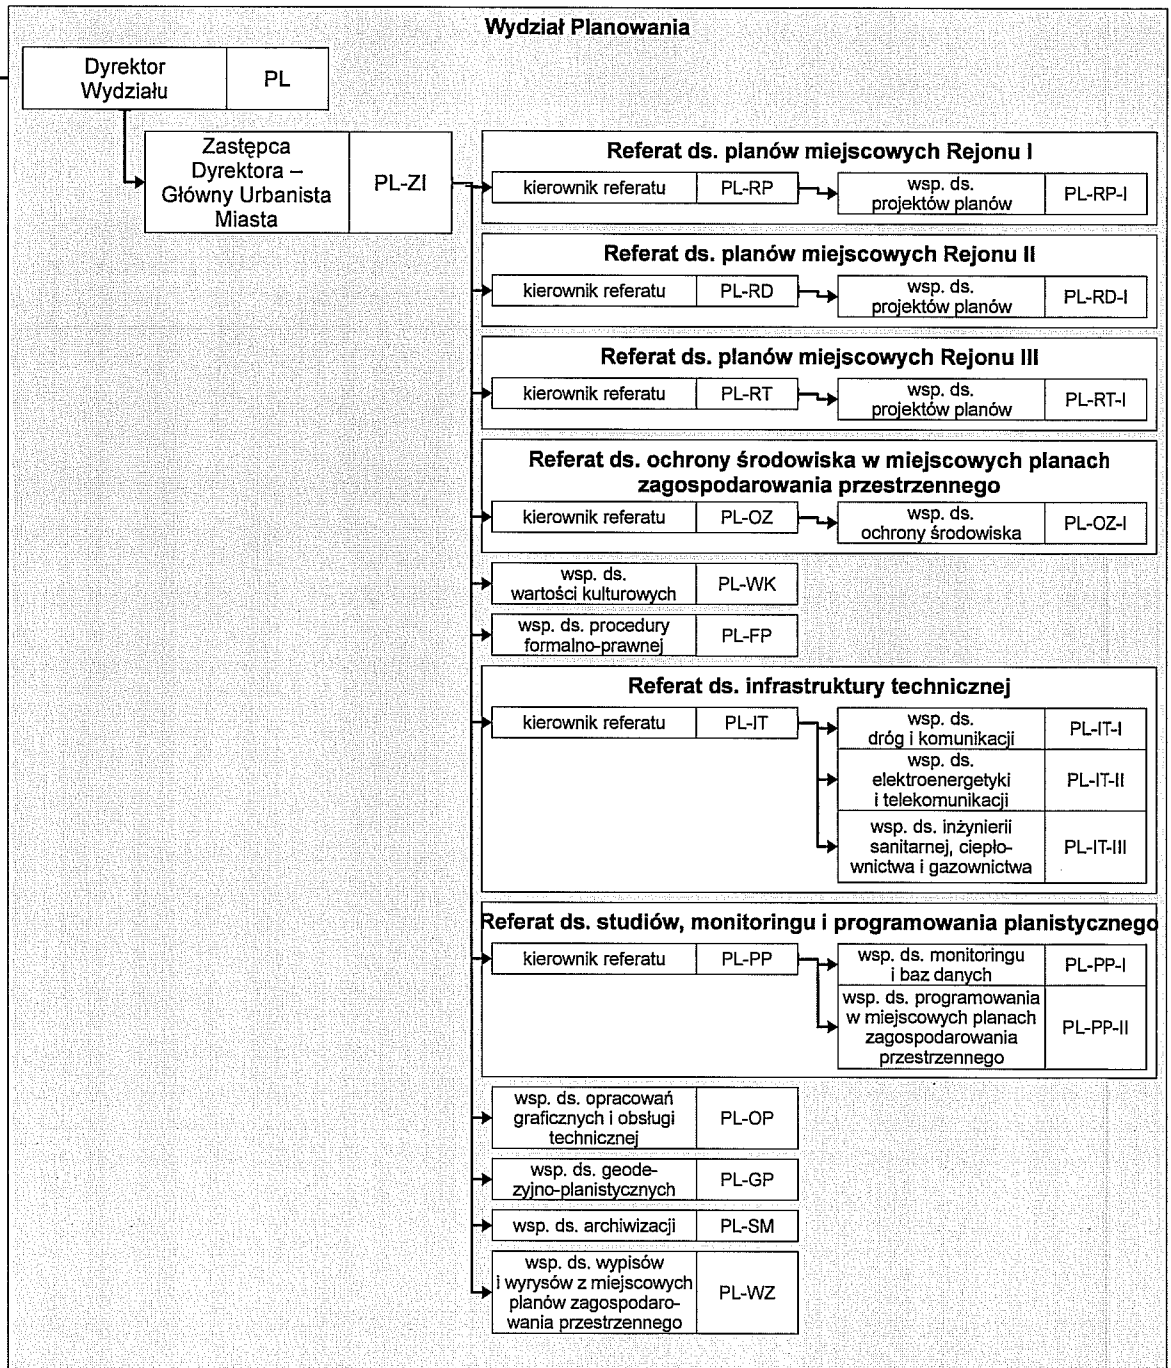 Wydział Planowania
Dyrektor
Wydziału
PL
Zastępca
Dyrektora –
Główny Urbanista
Miasta
PL-ZI
Referat ds. planów miejscowych Rejonu I
kierownik referatu
PL-RP
wsp. ds.
projektów planów
PL-RP-I
Referat ds. planów miejscowych Rejonu II
kierownik referatu
PL-RD
wsp. ds.
projektów planów
PL-RD-I
Referat ds. planów miejscowych Rejonu III
kierownik referatu
PL-RT
wsp. ds.
projektów planów
PL-RT-I
Referat ds. ochrony środowiska w miejscowych planach
zagospodarowania przestrzennego
kierownik referatu
PL-OZ
wsp. ds.
ochrony środowiska
PL-OZ-I
wsp. ds.
wartości kulturowych
PL-WK
wsp. ds. procedury
formalno-prawnej
PL-FP
Referat ds. infrastruktury technicznej
kierownik referatu
PL-IT
wsp. ds.
dróg i komunikacji
PL-IT-I
wsp. ds.
elektroenergetyki
i telekomunikacji
PL-IT-II
wsp. ds. inżynierii
sanitarnej, ciepło-
wnictwa i gazownictwa
PL-IT-III
Referat ds. studiów, monitoringu i programowania planistycznego
kierownik referatu
PL-PP
wsp. ds. monitoringu
i baz danych
PL-PP-I
wsp. ds. programowania
w miejscowych planach
zagospodarowania
przestrzennego
PL-PP-II
wsp. ds. opracowań
graficznych i obsługi
technicznej
PL-OP
wsp. ds. geode-
zyjno-planistycznych
PL-GP
wsp. ds. archiwizacji
PL-SM
wsp. ds. wypisów
i wyrysów z miejscowych
planów zagospodaro-
wania przestrzennego
PL-WZ